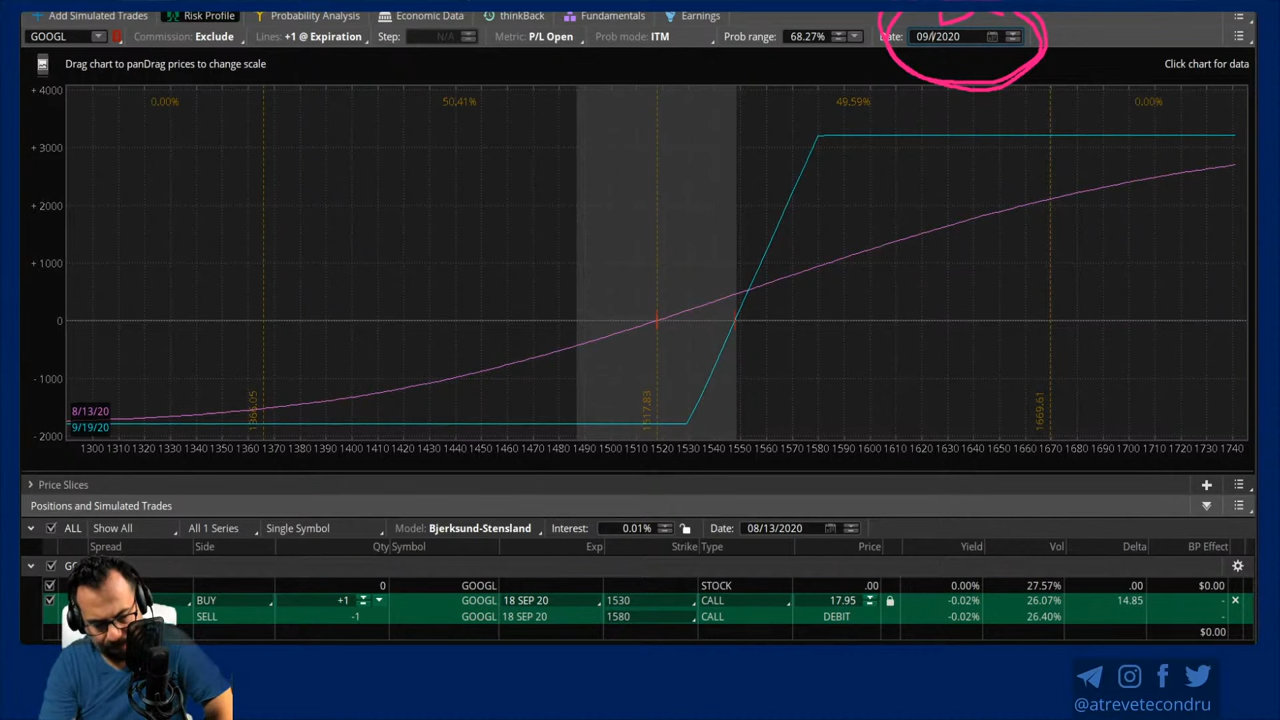 Add Simulated Trades Risk Profile Probability Analysis Economic Data thinkBack Fundamentals Earnings
GOOGL Commission: Exclude Lines: +1 @ Expiration Step: N/A Metric: P/L Open Prob mode: ITM Prob range: 68.27% Date: 09//2020
Drag chart to panDrag prices to change scale Click chart for data
+ 4000 0.00% 50,41% 49.59% 0.00%
+ 3000
+ 2000
+ 1000
0
- 1000
1517.83 1669.61
8/13/20
9/19/20
- 2000
1300 1310 1320 1330 1340 1350 1360 1370 1380 1390 1400 1410 1420 1430 1440 1450 1460 1470 1480 1490 1500 1510 1520 1530 1540 1550 1560 1570 1580 1590 1600 1610 1620 1630 1640 1650 1660 1670 1680 1690 1700 1710 1720 1730 1740
Price Slices
Positions and Simulated Trades
ALL Show All All 1 Series Single Symbol Model: Bjerksund-Stensland Interest: 0.01% Date: 08/13/2020
Spread Side Qty Symbol Exp Strike Type Price Yield Vol Delta BP Effect
0 GOOGL STOCK .00 0.00% 27.57% .00 $0.00
BUY +1 GOOGL 18 SEP 20 1530 CALL 17.95 -0.02% 26.07% 14.85 -
SELL -1 GOOGL 18 SEP 20 1580 CALL DEBIT -0.02% 26.40% -
$0.00
@atrevetecondru